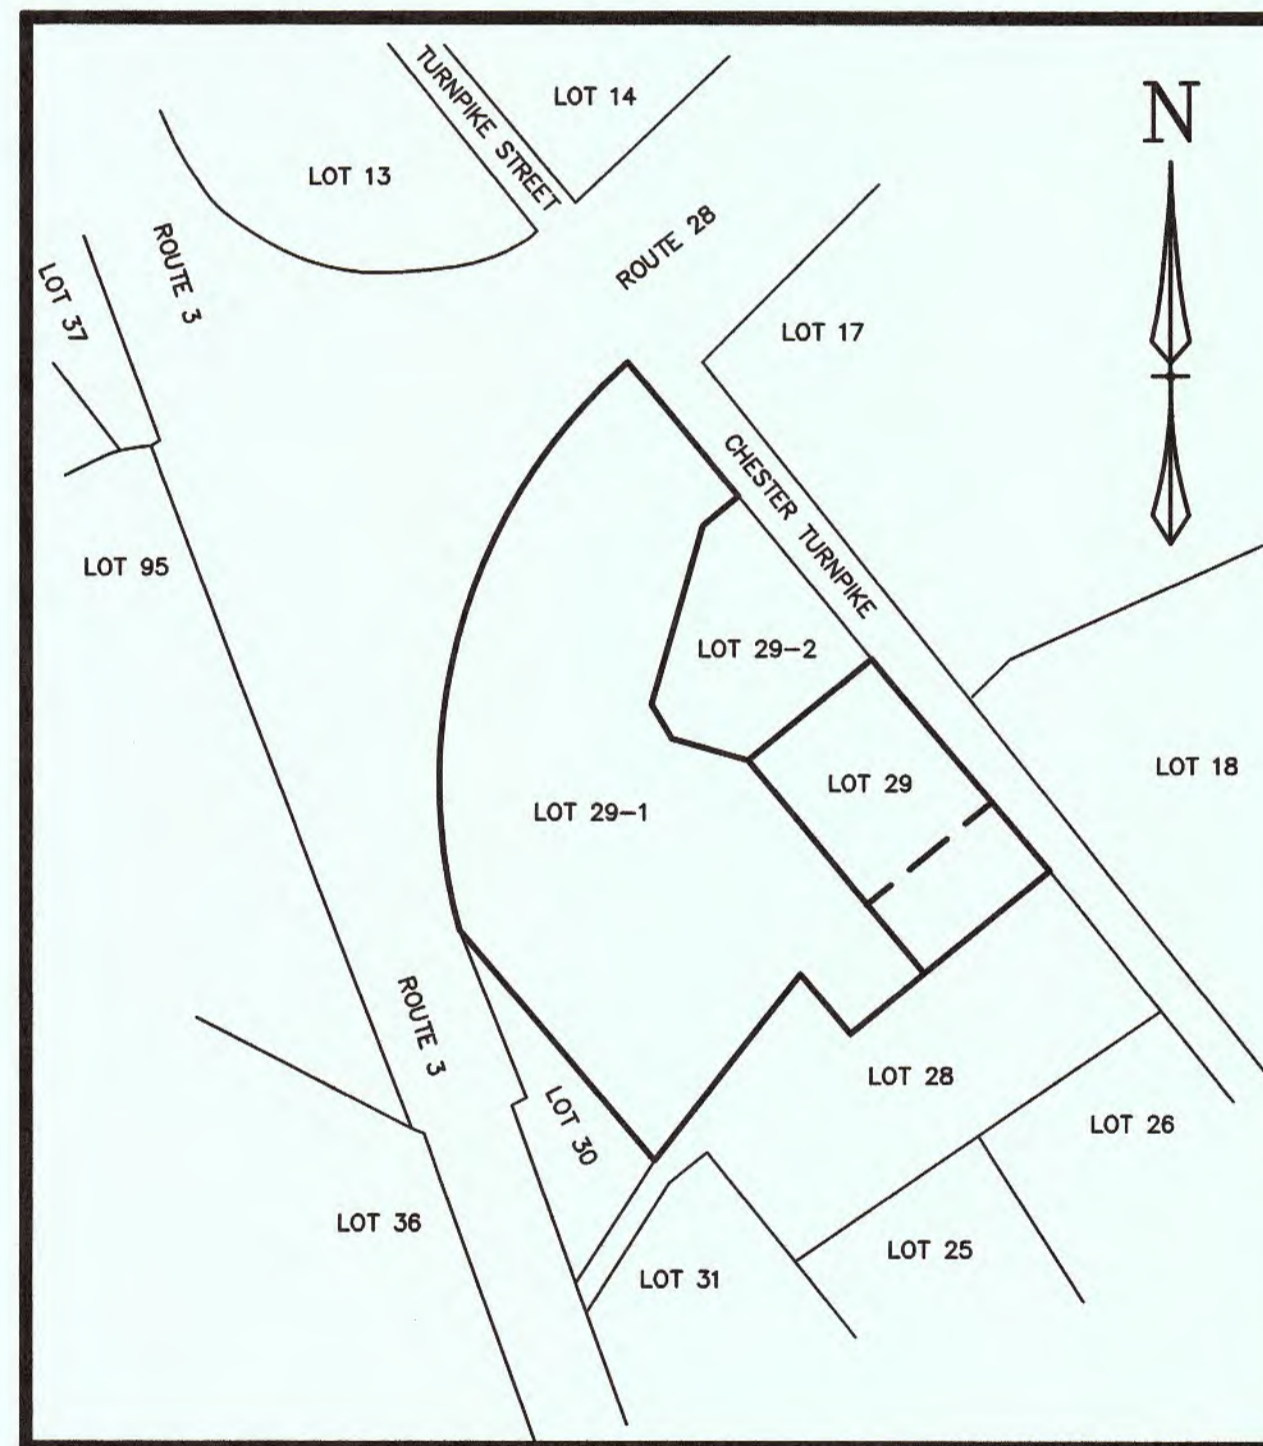 TURNPIKE STREET
LOT 14
N
LOT 13
ROUTE 28
ROUTE 3
LOT 37
LOT 17
CHESTER TURNPIKE
LOT 95
LOT 29-2
LOT 18
LOT 29
LOT 29-1
ROUTE 3
LOT 28
LOT 30
LOT 26
LOT 36
LOT 25
LOT 31